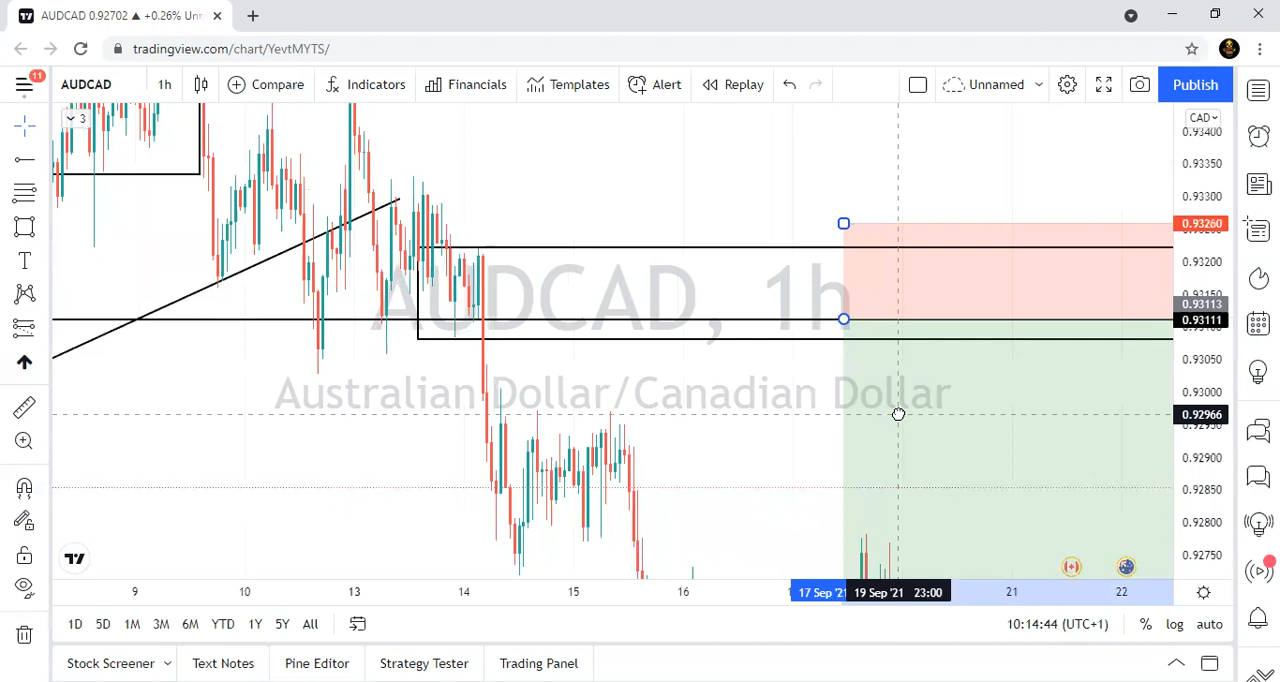 AUDCAD 0.92702 ▲ +0.26% Un
tradingview.com/chart/YevtMYTS/
11
AUDCAD 1h Compare Indicators Financials Templates Alert Replay Unnamed Publish
3
CAD
0.93400
0.93350
0.93300
0.93260
0.93200
0.93150
0.93113
0.93111
0.93050
0.93000
0.92966
0.92950
0.92900
0.92850
0.92800
0.92750
AUDCAD, 1h
Australian Dollar/Canadian Dollar
9 10 13 14 15 16 17 Sep '21 19 Sep '21 23:00 21 22
1D 5D 1M 3M 6M YTD 1Y 5Y All 10:14:44 (UTC+1) % log auto
Stock Screener Text Notes Pine Editor Strategy Tester Trading Panel